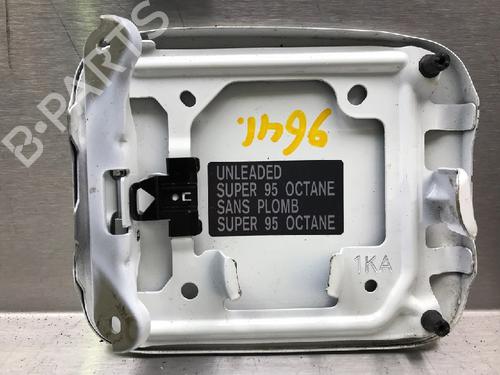 B-PARTS
964L.
UNLEADED
SUPER 95 OCTANE
SANS PLOMB
SUPER 95 OCTANE
1KA